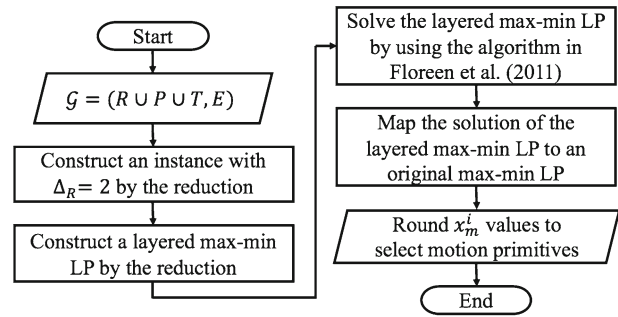 Start
𝒢 = (R ∪ P ∪ T, E)
Construct an instance with
Δ_R = 2 by the reduction
Construct a layered max-min
LP by the reduction
Solve the layered max-min LP
by using the algorithm in
Floreen et al. (2011)
Map the solution of the
layered max-min LP to an
original max-min LP
Round x_m^i values to
select motion primitives
End